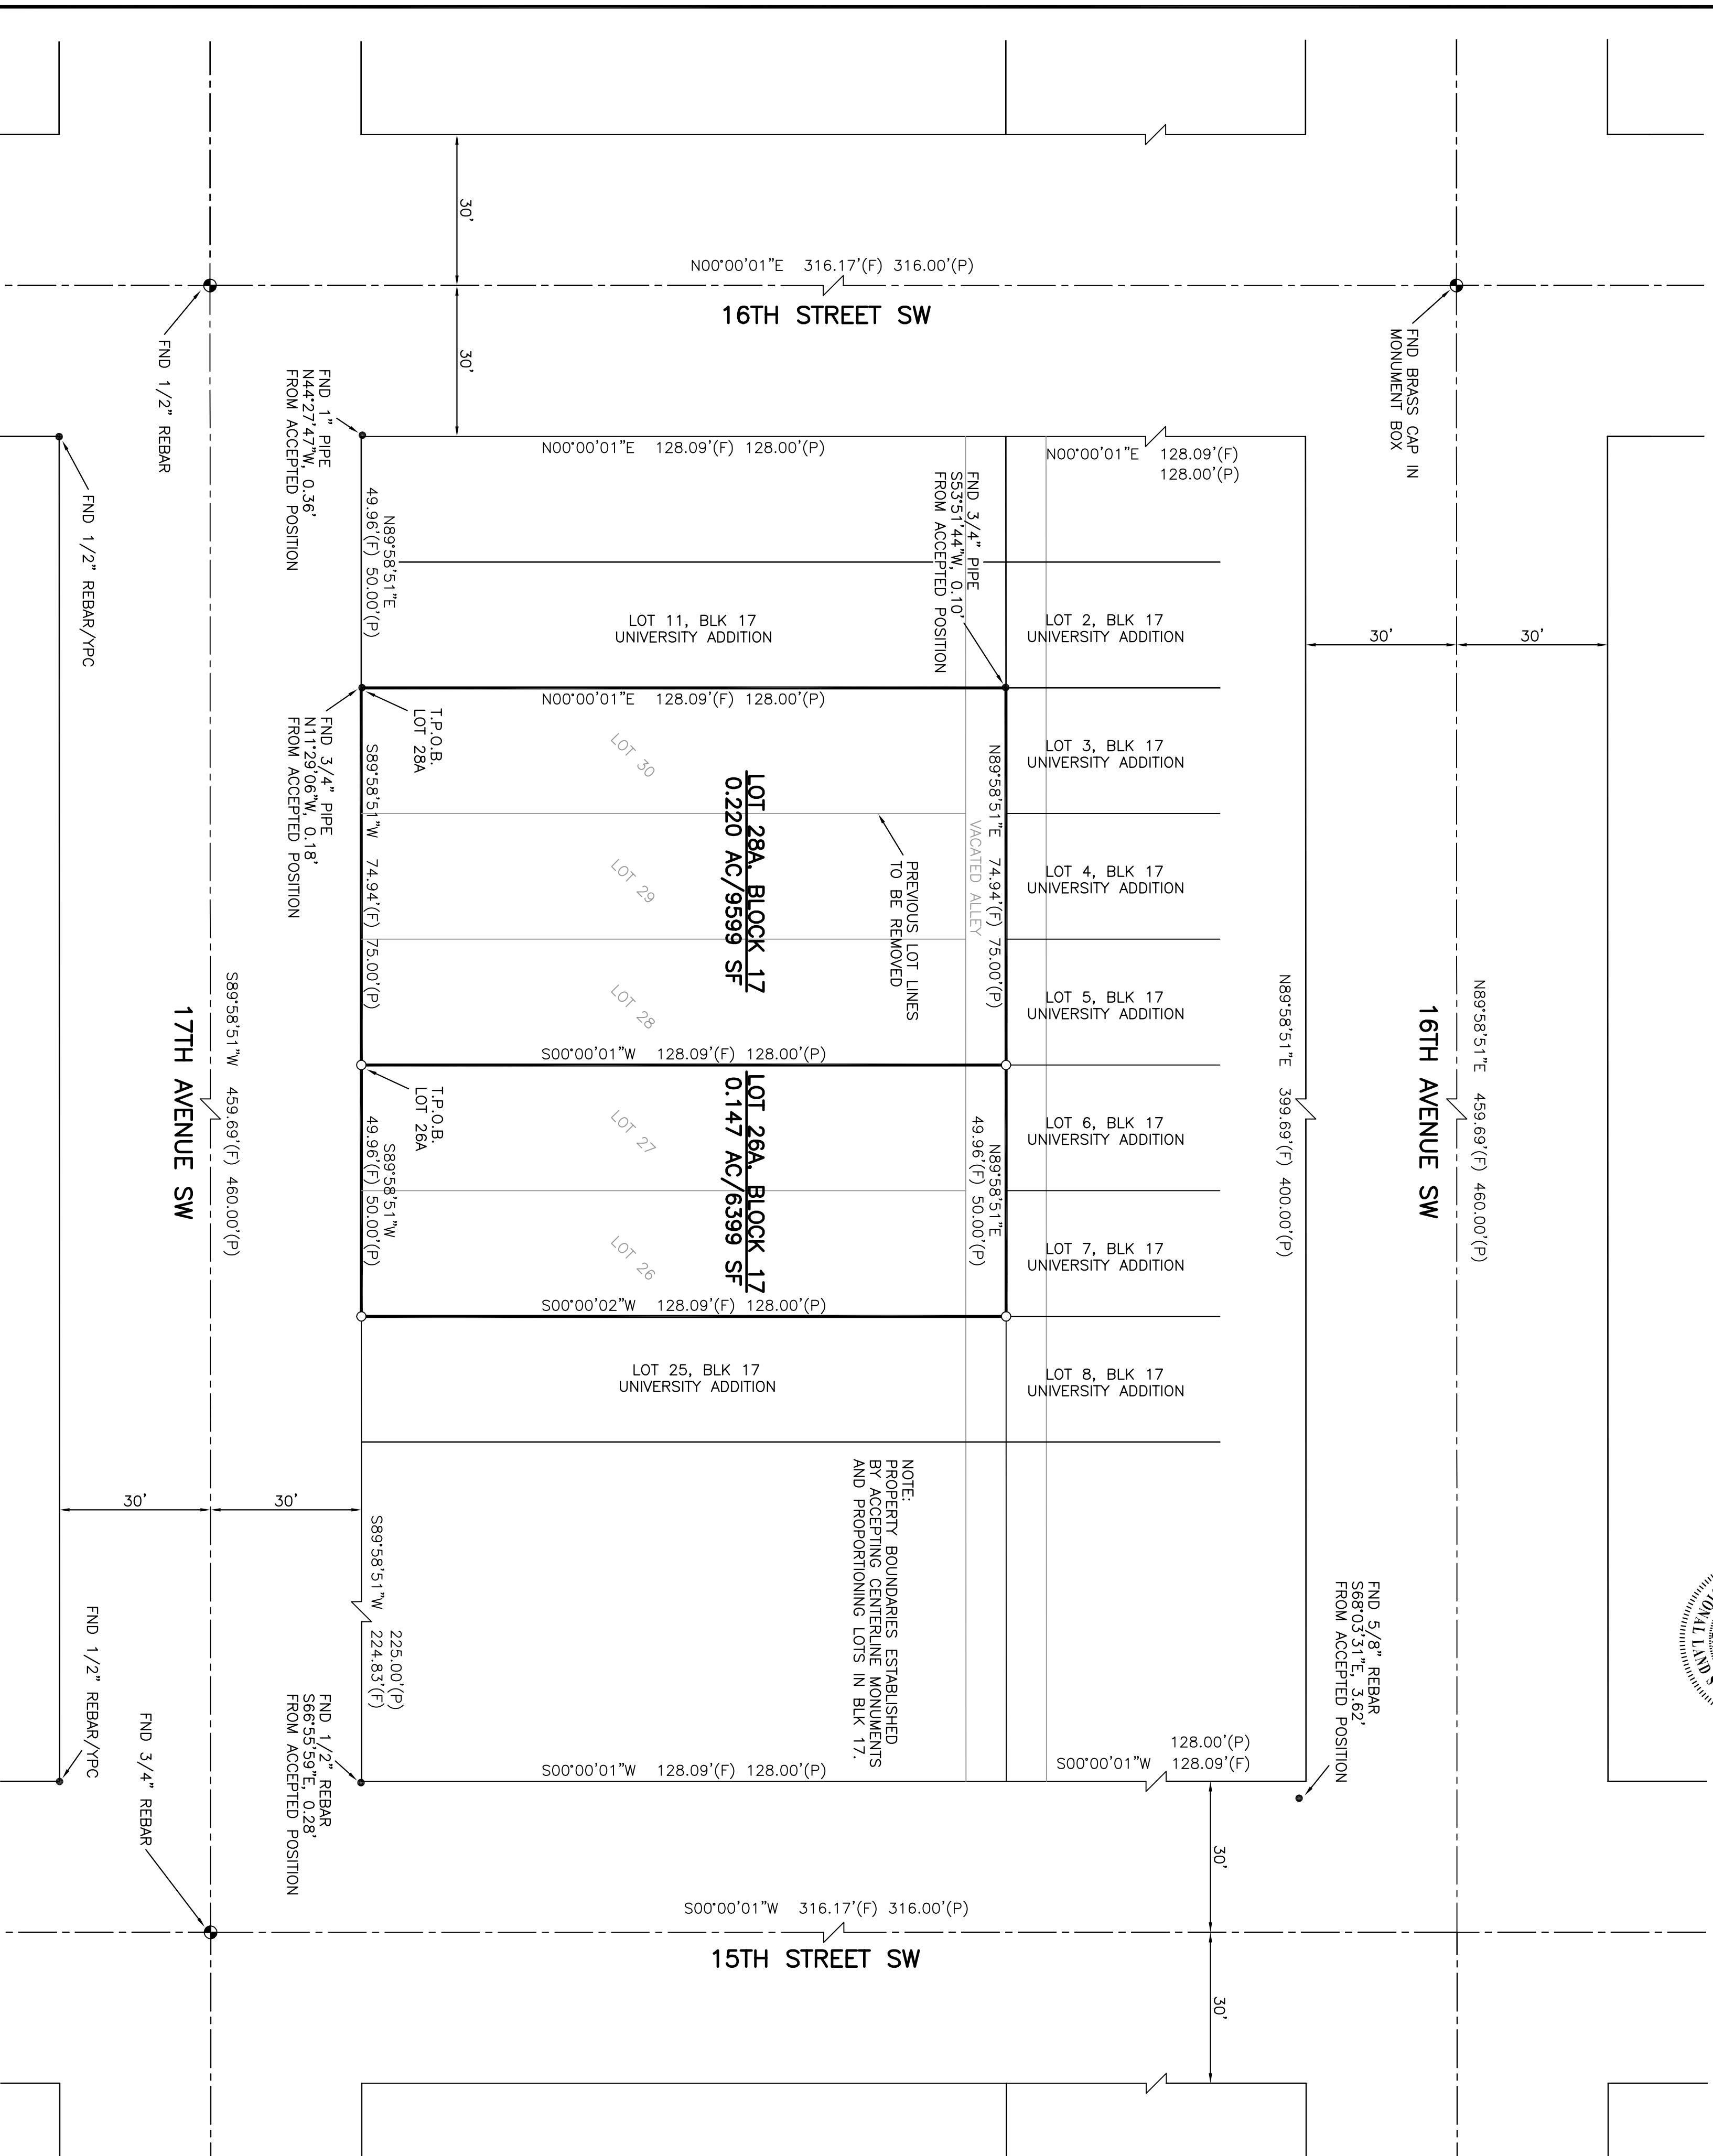 N00°00'01"E 316.17'(F) 316.00'(P)
16TH STREET SW
30'
30'
FND 1/2" REBAR
FND BRASS CAP IN
MONUMENT BOX
FND 1" PIPE
N44°27'47"W, 0.36'
FROM ACCEPTED POSITION
FND 1/2" REBAR/YPC
N00°00'01"E 128.09'(F) 128.00'(P)
N00°00'01"E 128.09'(F)
128.00'(P)
N89°58'51"E
49.96'(F) 50.00'(P)
FND 3/4" PIPE
S53°51'44"W, 0.10'
FROM ACCEPTED POSITION
LOT 11, BLK 17
UNIVERSITY ADDITION
LOT 2, BLK 17
UNIVERSITY ADDITION
30'
30'
N00°00'01"E 128.09'(F) 128.00'(P)
T.P.O.B.
LOT 28A
FND 3/4" PIPE
N11°29'06"W, 0.18'
FROM ACCEPTED POSITION
S89°58'51"W 74.94'(F) 75.00'(P)
LOT 30
LOT 29
LOT 28
LOT 28A, BLOCK 17
0.220 AC/9599 SF
PREVIOUS LOT LINES
TO BE REMOVED
VACATED ALLEY
N89°58'51"E 74.94'(F) 75.00'(P)
LOT 3, BLK 17
UNIVERSITY ADDITION
LOT 4, BLK 17
UNIVERSITY ADDITION
LOT 5, BLK 17
UNIVERSITY ADDITION
S00°00'01"W 128.09'(F) 128.00'(P)
S89°58'51"W 459.69'(F) 460.00'(P)
17TH AVENUE SW
N89°58'51"E 399.69'(F) 400.00'(P)
16TH AVENUE SW
N89°58'51"E 459.69'(F) 460.00'(P)
T.P.O.B.
LOT 26A
S89°58'51"W
49.96'(F) 50.00'(P)
LOT 27
LOT 26
LOT 26A, BLOCK 17
0.147 AC/6399 SF
N89°58'51"E
49.96'(F) 50.00'(P)
LOT 6, BLK 17
UNIVERSITY ADDITION
LOT 7, BLK 17
UNIVERSITY ADDITION
S00°00'02"W 128.09'(F) 128.00'(P)
LOT 25, BLK 17
UNIVERSITY ADDITION
LOT 8, BLK 17
UNIVERSITY ADDITION
NOTE:
PROPERTY BOUNDARIES ESTABLISHED
BY ACCEPTING CENTERLINE MONUMENTS
AND PROPORTIONING LOTS IN BLK 17.
30'
30'
225.00'(P)
S89°58'51"W 224.83'(F)
FND 1/2" REBAR/YPC
FND 3/4" REBAR
FND 1/2" REBAR
S66°55'59"E, 0.28'
FROM ACCEPTED POSITION
FND 5/8" REBAR
S68°03'31"E, 3.62'
FROM ACCEPTED POSITION
S00°00'01"W 128.09'(F) 128.00'(P)
128.00'(P)
S00°00'01"W 128.09'(F)
30'
30'
S00°00'01"W 316.17'(F) 316.00'(P)
15TH STREET SW
LAND